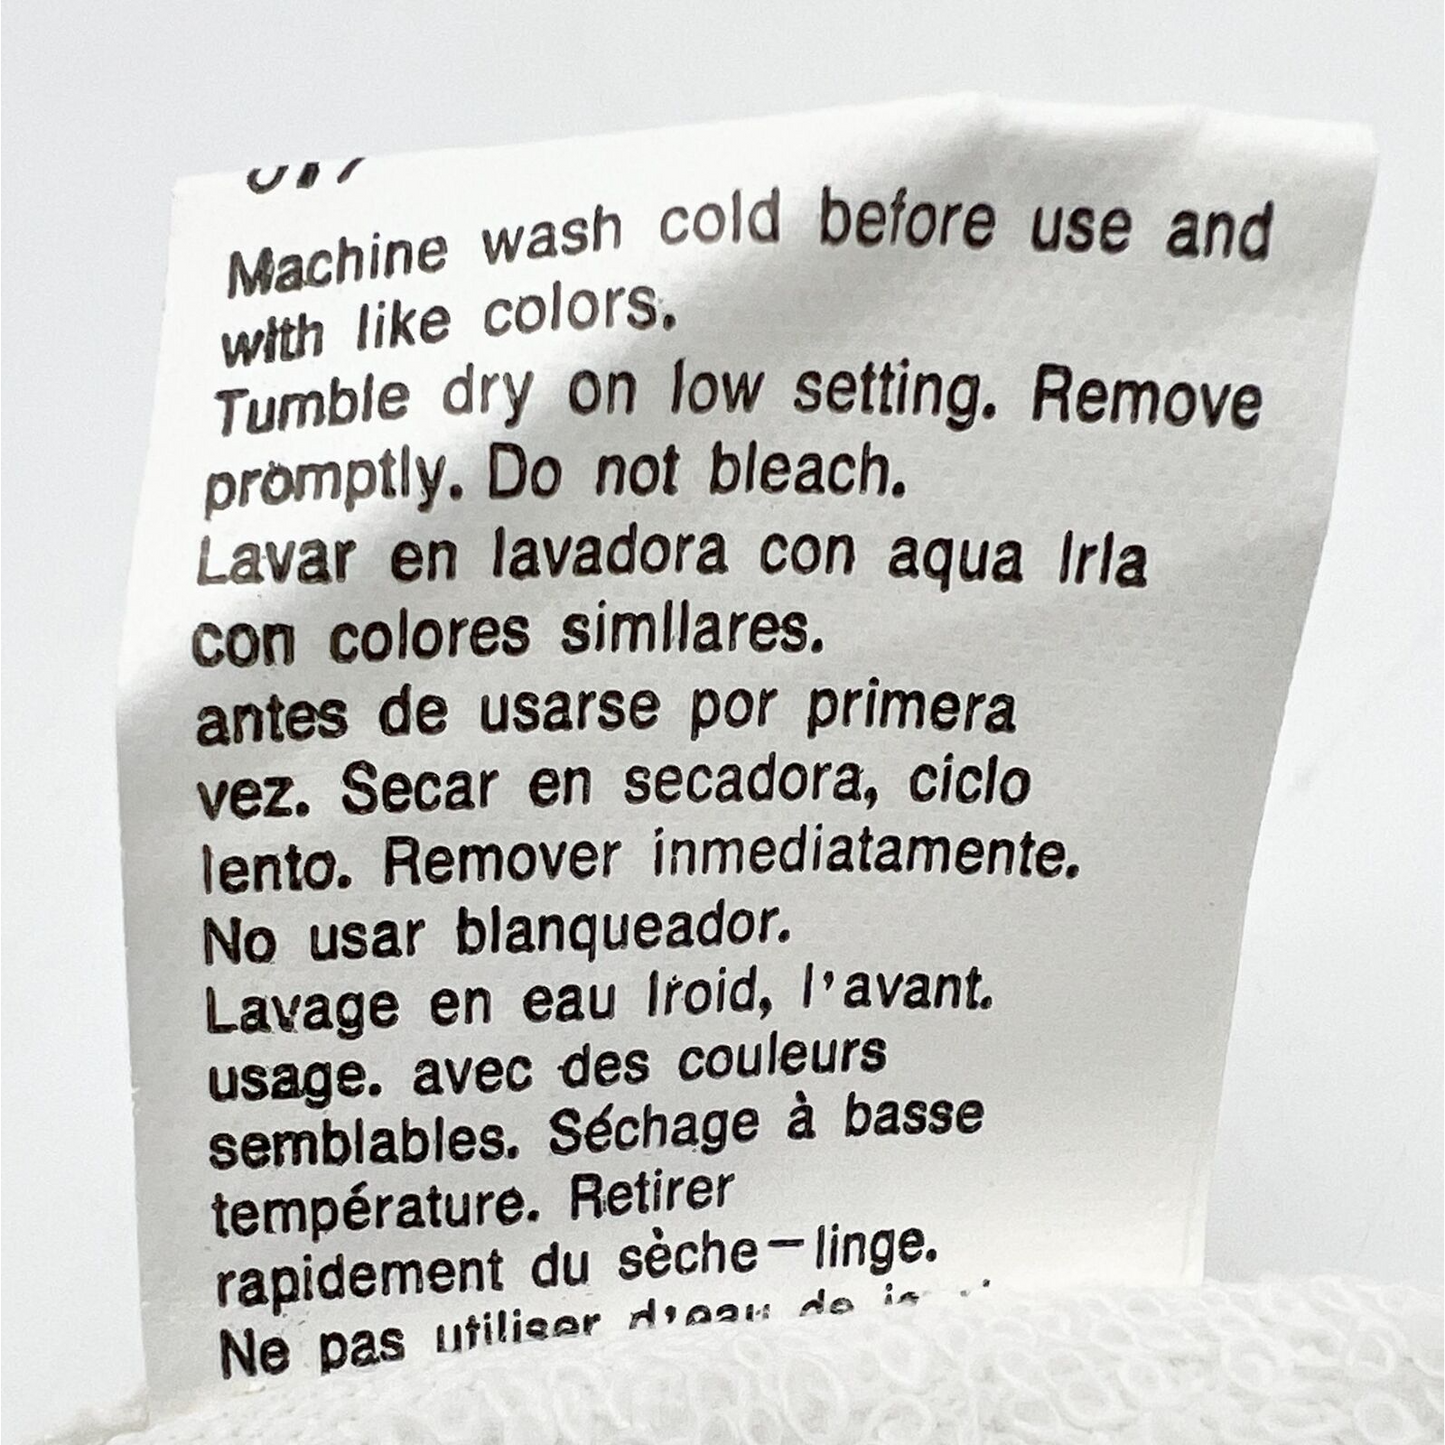 Machine wash cold before use and
with like colors.
Tumble dry on low setting. Remove
promptly. Do not bleach.
Lavar en lavadora con aqua lrla
con colores simllares.
antes de usarse por primera
vez. Secar en secadora, ciclo
lento. Remover inmediatamente.
No usar blanqueador.
Lavage en eau lroid, l'avant.
usage. avec des couleurs
semblables. Séchage à basse
température. Retirer
rapidement du sèche-linge.
Ne pas utiliser d'eau de